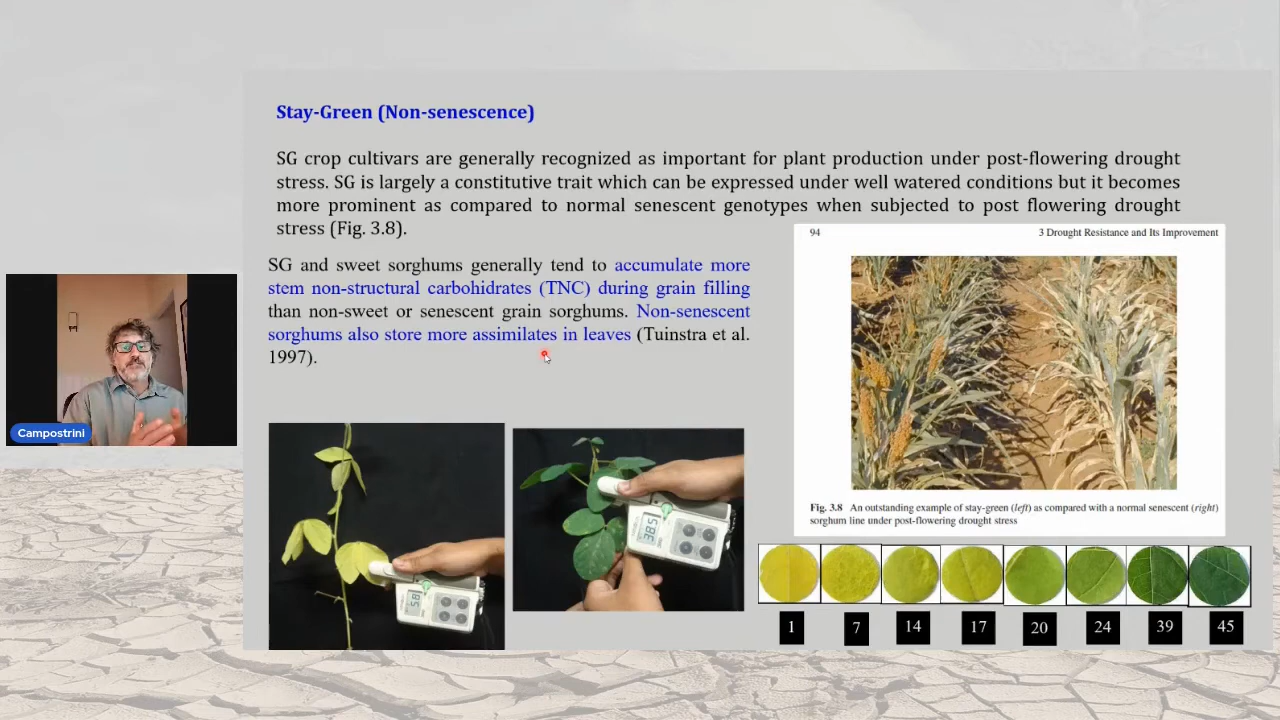 Stay-Green (Non-senescence)
SG crop cultivars are generally recognized as important for plant production under post-flowering drought
stress. SG is largely a constitutive trait which can be expressed under well watered conditions but it becomes
more prominent as compared to normal senescent genotypes when subjected to post flowering drought
stress (Fig. 3.8).
SG and sweet sorghums generally tend to accumulate more
stem non-structural carbohidrates (TNC) during grain filling
than non-sweet or senescent grain sorghums. Non-senescent
sorghums also store more assimilates in leaves (Tuinstra et al.
1997).
94 3 Drought Resistance and Its Improvement
Fig. 3.8 An outstanding example of stay-green (left) as compared with a normal senescent (right)
sorghum line under post-flowering drought stress
Campostrini
1 7 14 17 20 24 39 45